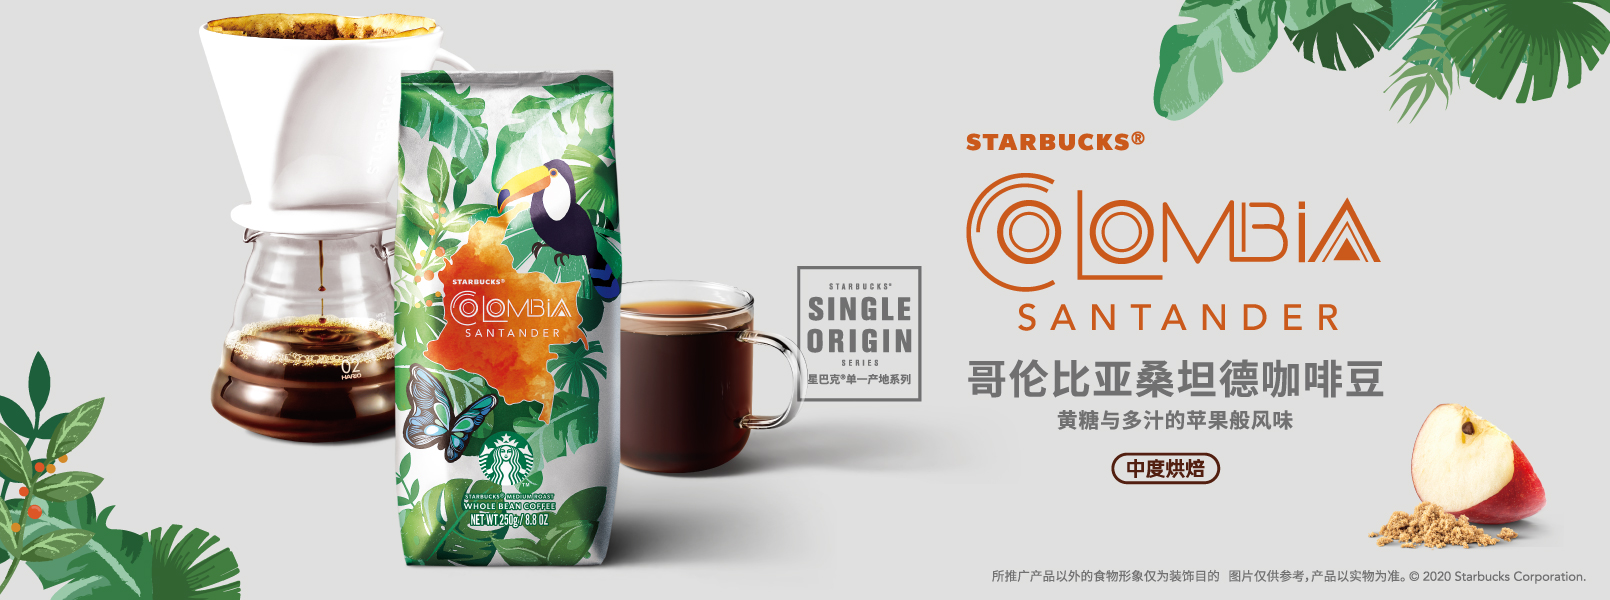 02
HARIO
STARBUCKS®
COLOMBIA
SANTANDER
TM
STARBUCKS® MEDIUM ROAST
WHOLE BEAN COFFEE
NET WT 250g / 8.8 OZ
STARBUCKS®
SINGLE
ORIGIN
SERIES
星巴克®单一产地系列
STARBUCKS®
COLOMBIA
SANTANDER
哥伦比亚桑坦德咖啡豆
黄糖与多汁的苹果般风味
中度烘焙
所推广产品以外的食物形象仅为装饰目的 图片仅供参考，产品以实物为准。© 2020 Starbucks Corporation.